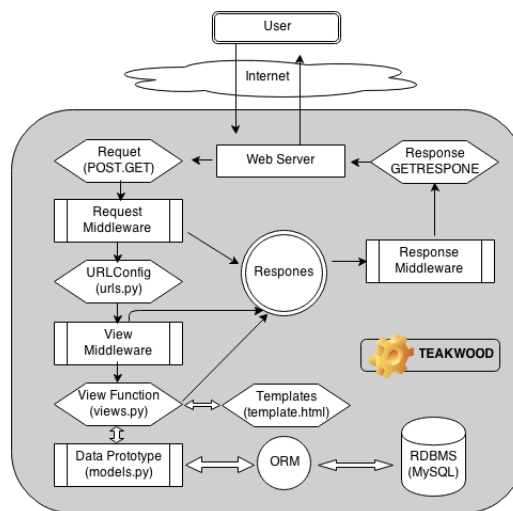 User
Internet
Requet
(POST.GET)
Web Server
Response
GETRESPONE
Request
Middleware
Respones
Response
Middleware
URLConfig
(urls.py)
View
Middleware
TEAKWOOD
View Function
(views.py)
Templates
(template.html)
Data Prototype
(models.py)
ORM
RDBMS
(MySQL)